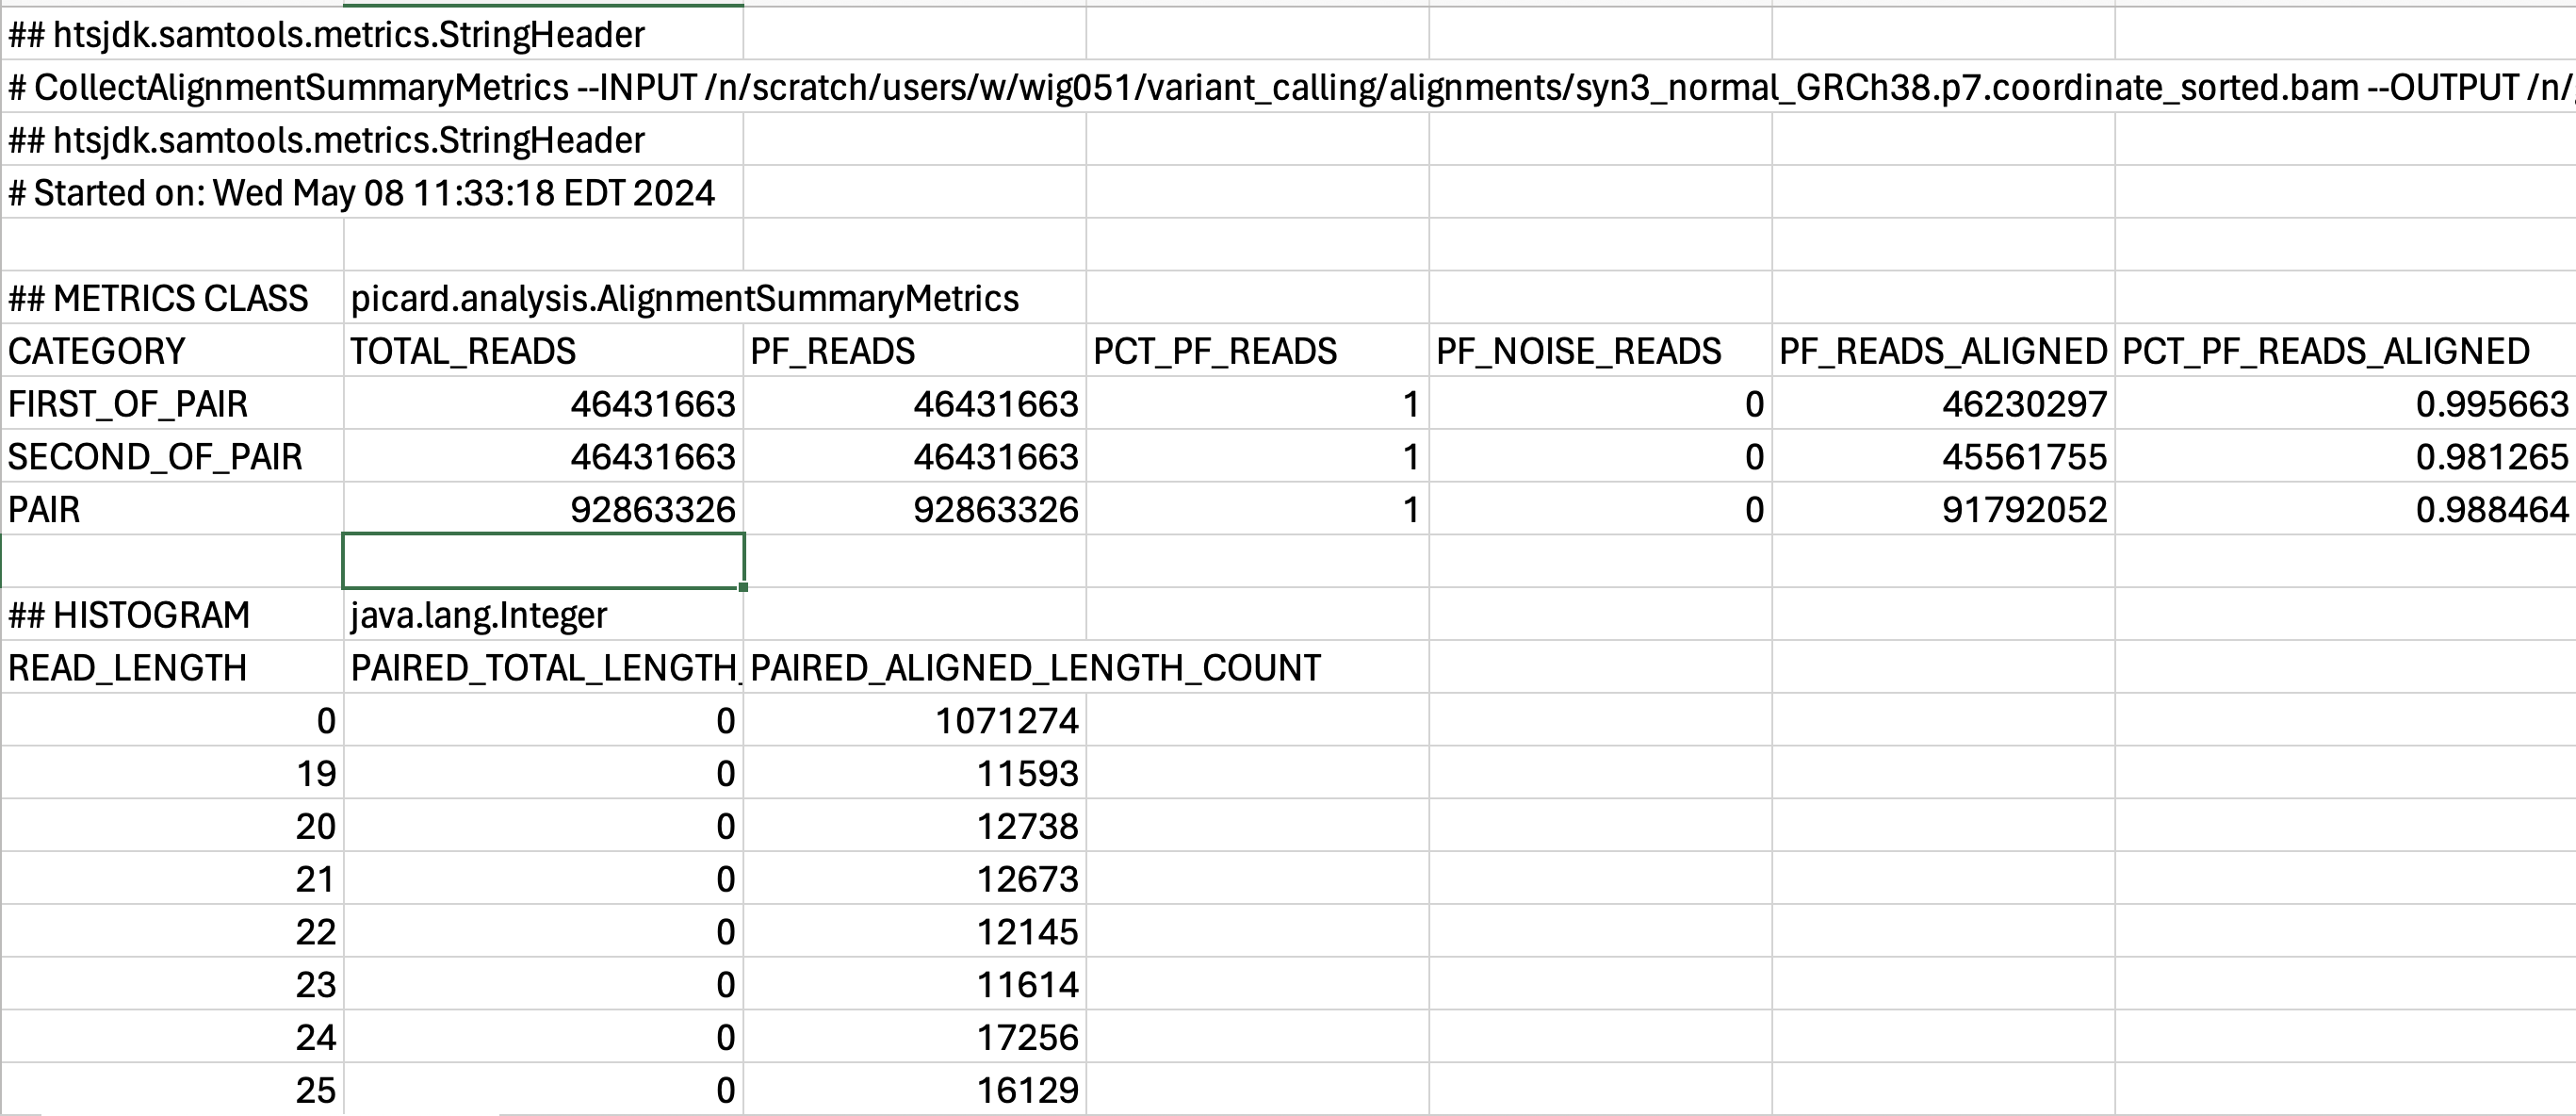 ## htsjdk.samtools.metrics.StringHeader
# CollectAlignmentSummaryMetrics --INPUT /n/scratch/users/w/wig051/variant_calling/alignments/syn3_normal_GRCh38.p7.coordinate_sorted.bam --OUTPUT /n/
## htsjdk.samtools.metrics.StringHeader
# Started on: Wed May 08 11:33:18 EDT 2024
## METRICS CLASS picard.analysis.AlignmentSummaryMetrics
CATEGORY TOTAL_READS PF_READS PCT_PF_READS PF_NOISE_READS PF_READS_ALIGNED PCT_PF_READS_ALIGNED
FIRST_OF_PAIR 46431663 46431663 1 0 46230297 0.995663
SECOND_OF_PAIR 46431663 46431663 1 0 45561755 0.981265
PAIR 92863326 92863326 1 0 91792052 0.988464
## HISTOGRAM java.lang.Integer
READ_LENGTH PAIRED_TOTAL_LENGTH_ PAIRED_ALIGNED_LENGTH_COUNT
0 0 1071274
19 0 11593
20 0 12738
21 0 12673
22 0 12145
23 0 11614
24 0 17256
25 0 16129